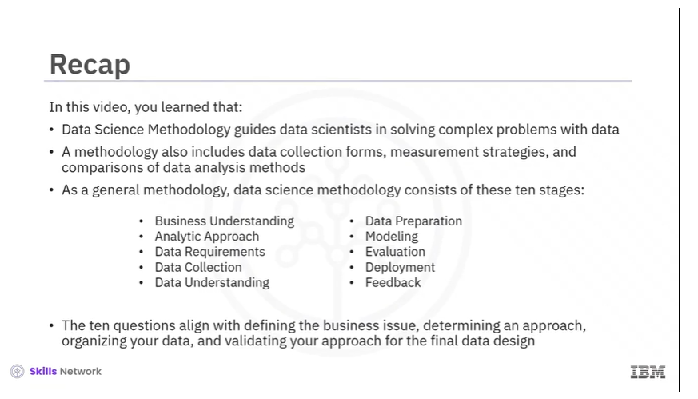 Recap
In this video, you learned that:
• Data Science Methodology guides data scientists in solving complex problems with data
• A methodology also includes data collection forms, measurement strategies, and
comparisons of data analysis methods
• As a general methodology, data science methodology consists of these ten stages:
• Business Understanding
• Analytic Approach
• Data Requirements
• Data Collection
• Data Understanding
• Data Preparation
• Modeling
• Evaluation
• Deployment
• Feedback
• The ten questions align with defining the business issue, determining an approach,
organizing your data, and validating your approach for the final data design
Skills Network
IBM